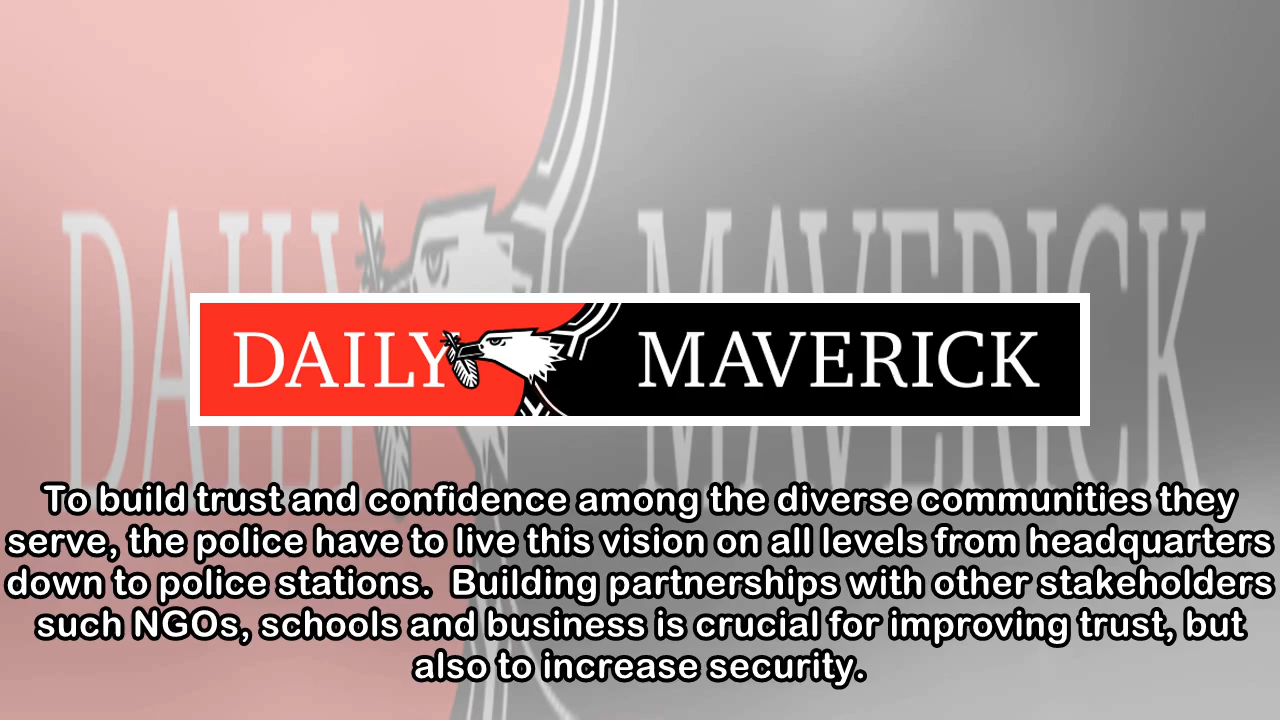 DAILY MAVERICK
DAILY MAVERICK
To build trust and confidence among the diverse communities they
serve, the police have to live this vision on all levels from headquarters
down to police stations.  Building partnerships with other stakeholders
such NGOs, schools and business is crucial for improving trust, but
also to increase security.